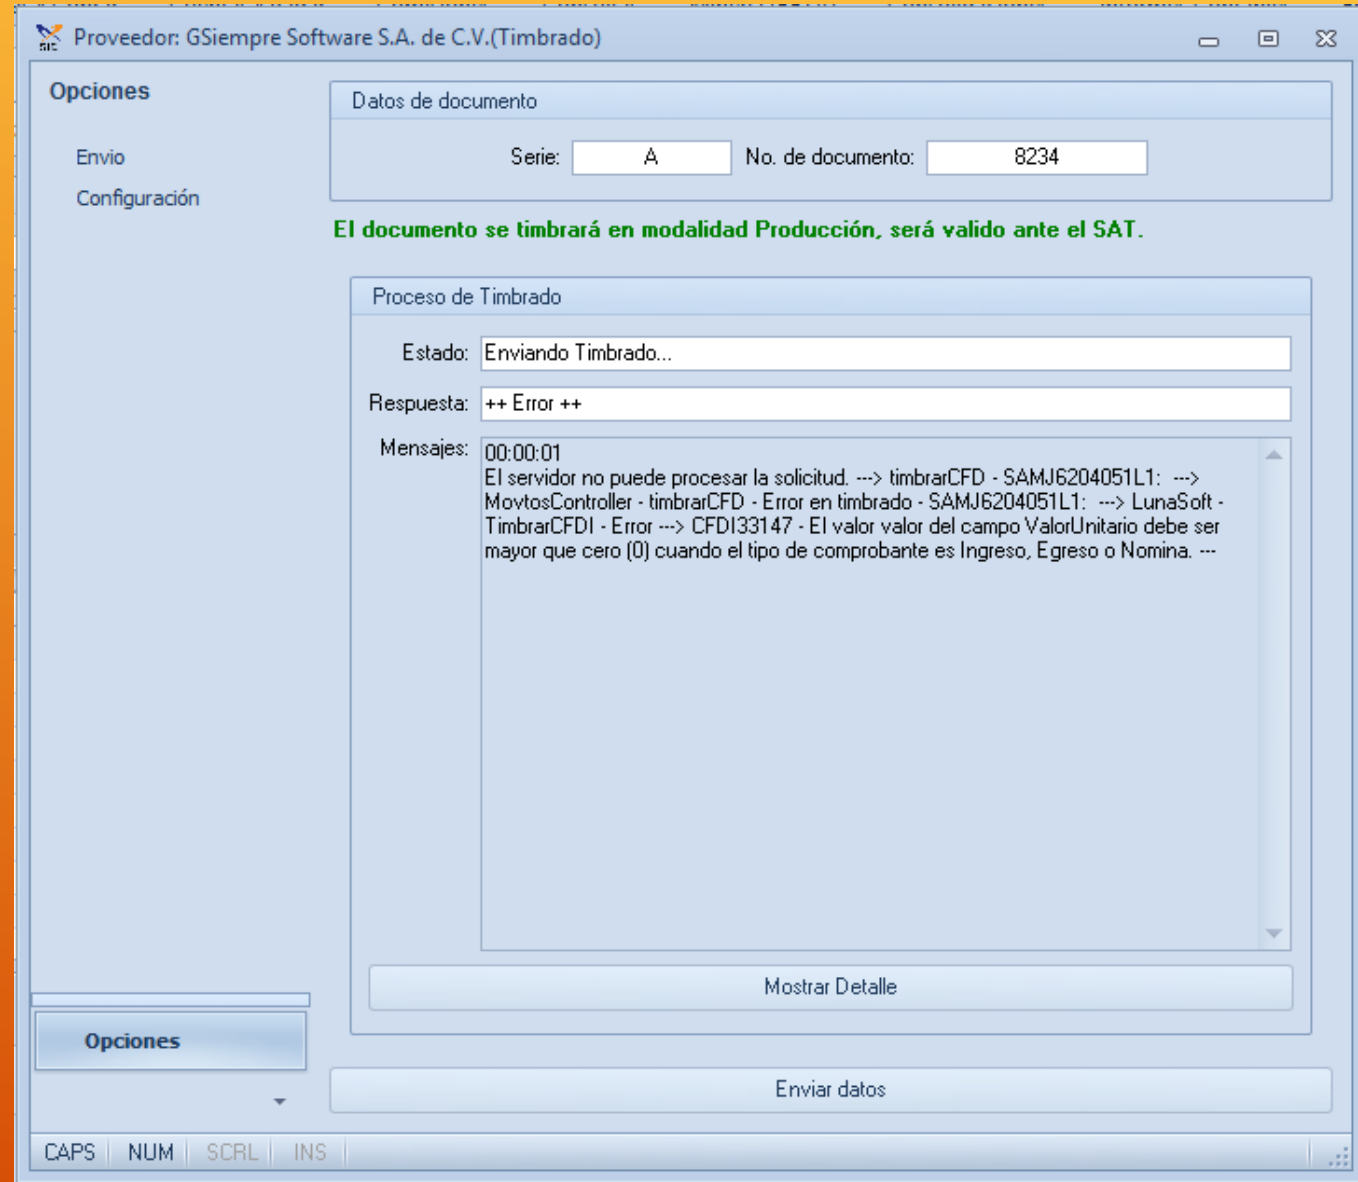 SIC Proveedor: GSiempre Software S.A. de C.V.(Timbrado)
Opciones
Envio
Configuración
Datos de documento
Serie: A No. de documento: 8234
El documento se timbrará en modalidad Producción, será valido ante el SAT.
Proceso de Timbrado
Estado: Enviando Timbrado...
Respuesta: ++ Error ++
Mensajes: 00:00:01
El servidor no puede procesar la solicitud. ---> timbrarCFD - SAMJ6204051L1: --->
MovtosController - timbrarCFD - Error en timbrado - SAMJ6204051L1: ---> LunaSoft -
TimbrarCFDI - Error ---> CFDI33147 - El valor valor del campo ValorUnitario debe ser
mayor que cero (0) cuando el tipo de comprobante es Ingreso, Egreso o Nomina. ---
Mostrar Detalle
Opciones
Enviar datos
CAPS NUM SCRL INS